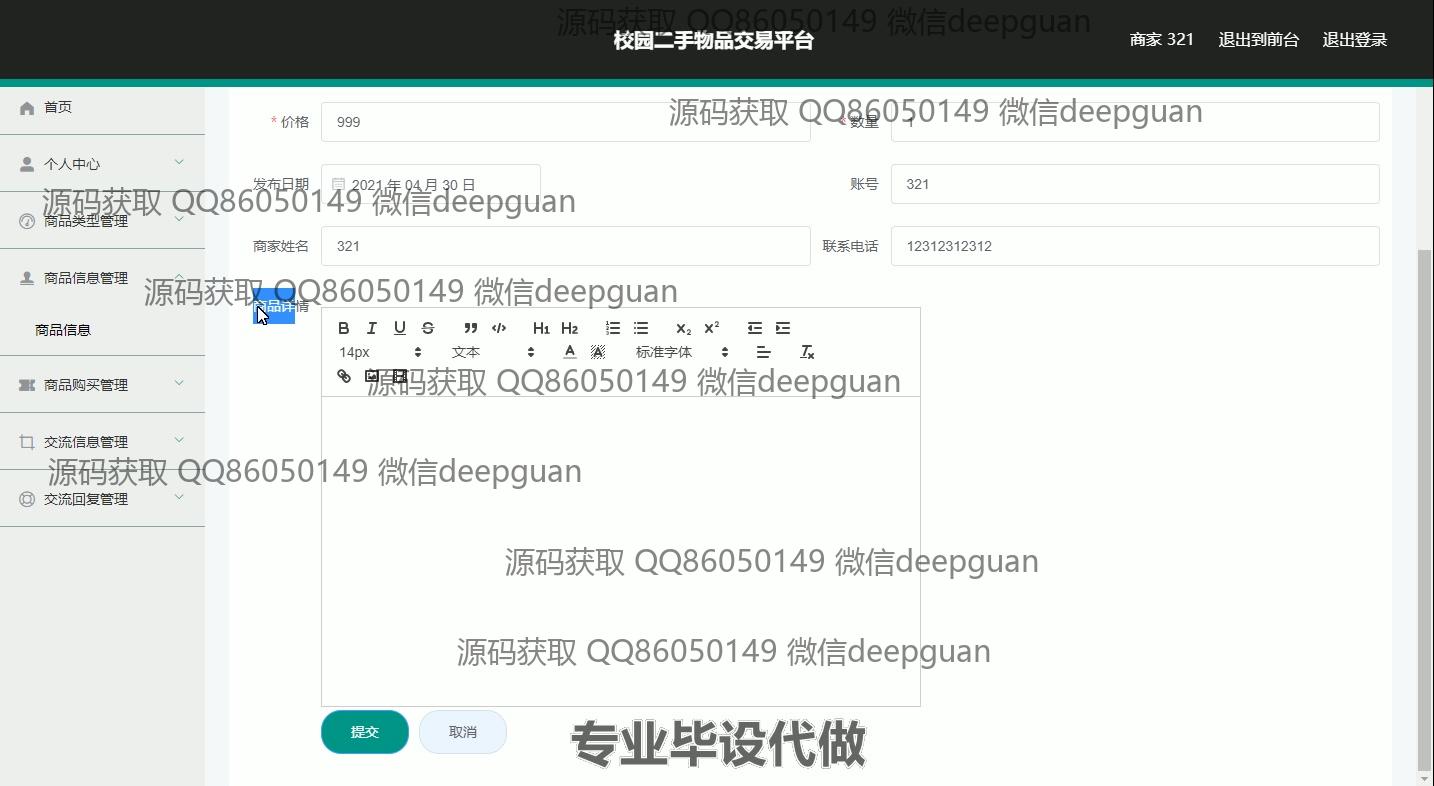 源码获取 QQ86050149 微信deepguan
校园二手物品交易平台
商家 321 退出到前台 退出登录
首页
* 价格 999
* 数量 1
源码获取 QQ86050149 微信deepguan
个人中心
发布日期 2021 年 04 月 30 日
账号 321
源码获取 QQ86050149 微信deepguan
商品类型管理
商家姓名 321
联系电话 12312312312
商品信息管理
源码获取 QQ86050149 微信deepguan
商品详情
商品信息
B I U S ” </> H1 H2 X2 X2
14px 文本 A A 标准字体 Tx
商品购买管理
源码获取 QQ86050149 微信deepguan
交流信息管理
源码获取 QQ86050149 微信deepguan
交流回复管理
源码获取 QQ86050149 微信deepguan
源码获取 QQ86050149 微信deepguan
提交 取消
专业毕设代做